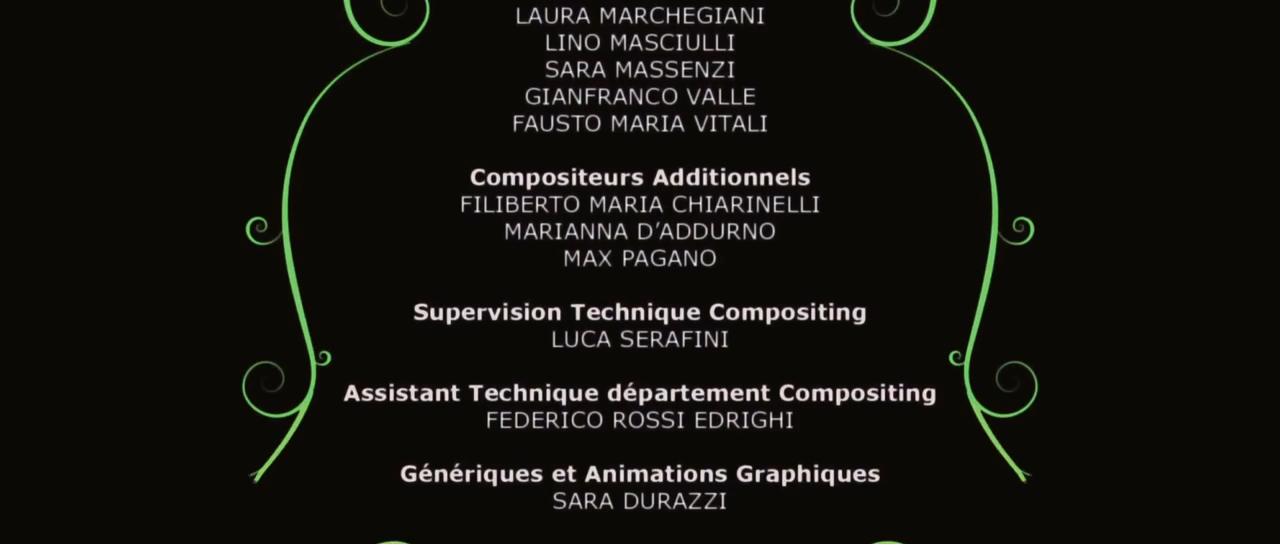 LAURA MARCHEGIANI
LINO MASCIULLI
SARA MASSENZI
GIANFRANCO VALLE
FAUSTO MARIA VITALI
Compositeurs Additionnels
FILIBERTO MARIA CHIARINELLI
MARIANNA D’ADDURNO
MAX PAGANO
Supervision Technique Compositing
LUCA SERAFINI
Assistant Technique département Compositing
FEDERICO ROSSI EDRIGHI
Génériques et Animations Graphiques
SARA DURAZZI